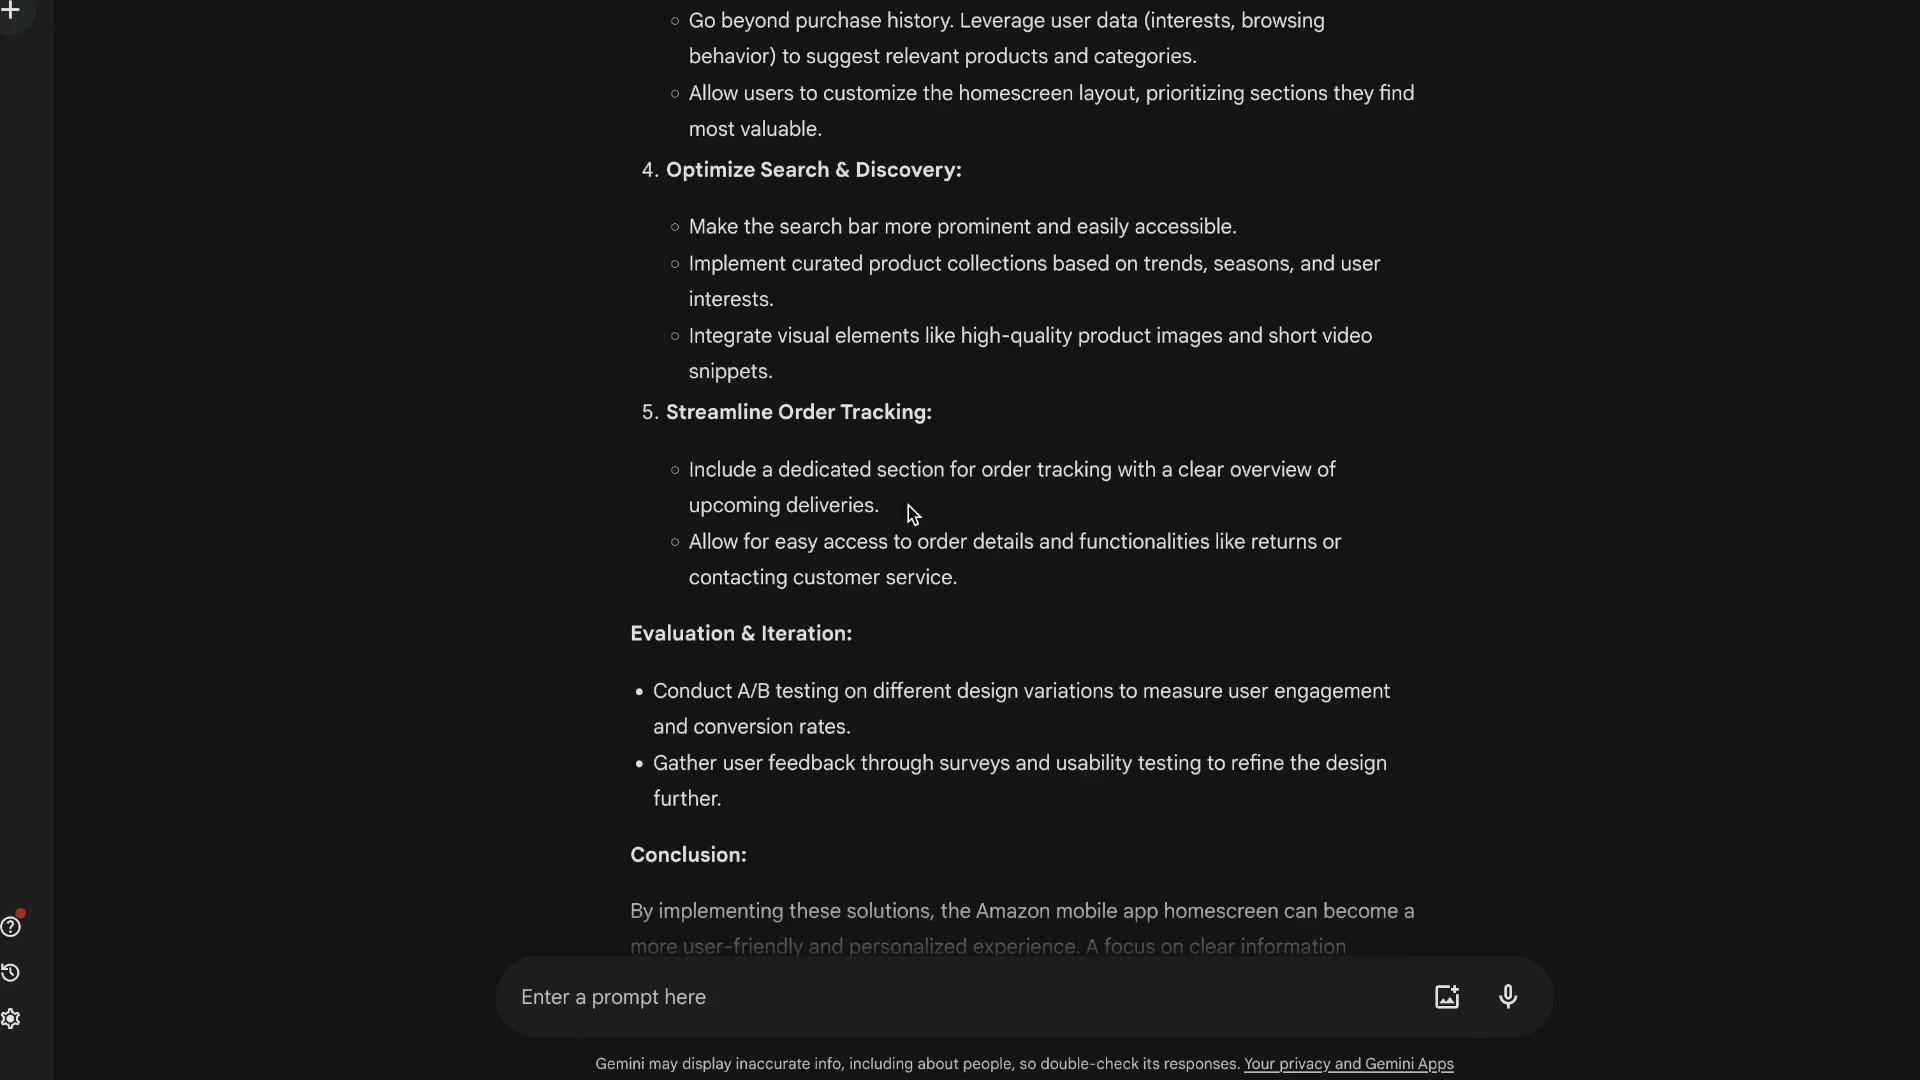 Go beyond purchase history. Leverage user data (interests, browsing
behavior) to suggest relevant products and categories.
Allow users to customize the homescreen layout, prioritizing sections they find
most valuable.
4. Optimize Search & Discovery:
Make the search bar more prominent and easily accessible.
Implement curated product collections based on trends, seasons, and user
interests.
Integrate visual elements like high-quality product images and short video
snippets.
5. Streamline Order Tracking:
Include a dedicated section for order tracking with a clear overview of
upcoming deliveries.
Allow for easy access to order details and functionalities like returns or
contacting customer service.
Evaluation & Iteration:
Conduct A/B testing on different design variations to measure user engagement
and conversion rates.
Gather user feedback through surveys and usability testing to refine the design
further.
Conclusion:
By implementing these solutions, the Amazon mobile app homescreen can become a
more user-friendly and personalized experience. A focus on clear information
Enter a prompt here
Gemini may display inaccurate info, including about people, so double-check its responses. Your privacy and Gemini Apps